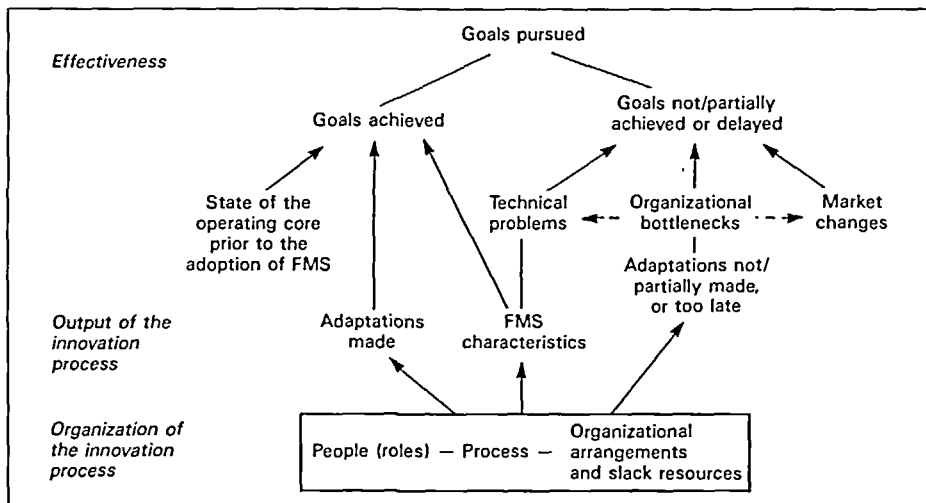 Goals pursued
Effectiveness
Goals achieved
Goals not/partially
achieved or delayed
State of the
operating core
prior to the
adoption of FMS
Technical
problems
Organizational
bottlenecks
Market
changes
Adaptations not/
partially made,
or too late
Output of the
innovation
process
Adaptations
made
FMS
characteristics
Organization of
the innovation
process
People (roles) — Process —
Organizational
arrangements
and slack resources